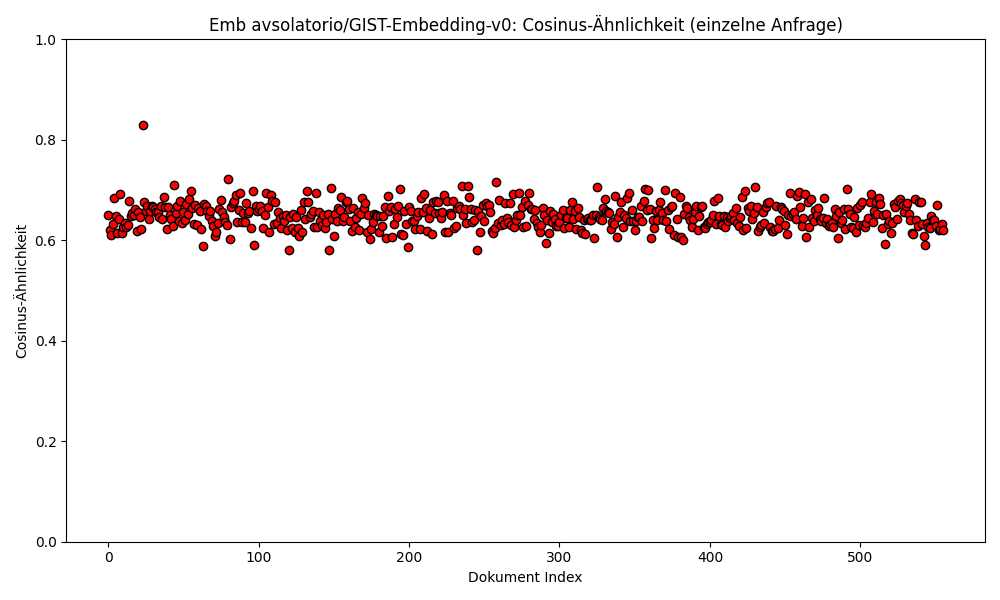 Emb avsolatorio/GIST-Embedding-v0: Cosinus-Ähnlichkeit (einzelne Anfrage)
1.0
0.8
0.6
0.4
0.2
0.0
Cosinus-Ähnlichkeit
0 100 200 300 400 500
Dokument Index